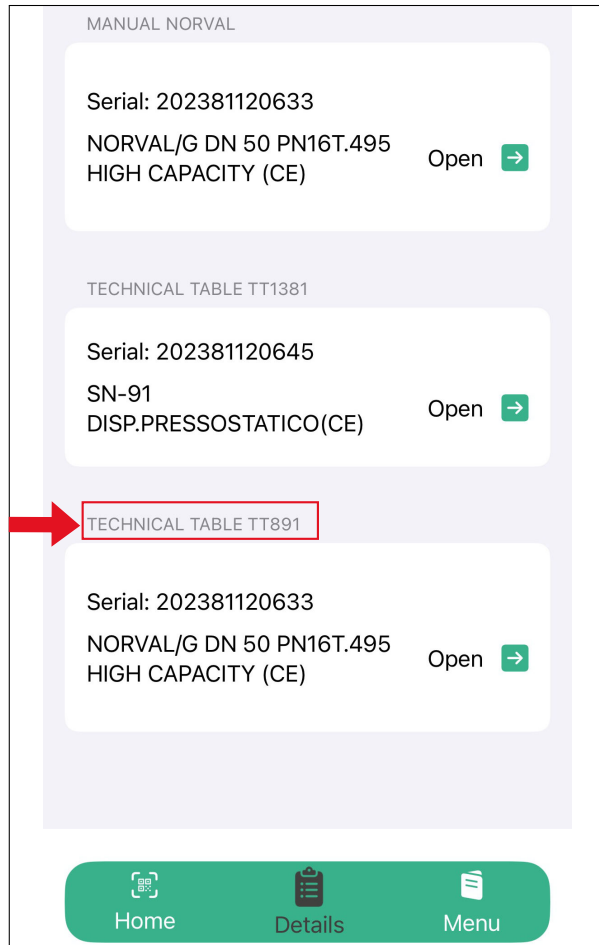 MANUAL NORVAL
Serial: 202381120633
NORVAL/G DN 50 PN16T.495
HIGH CAPACITY (CE)
Open
TECHNICAL TABLE TT1381
Serial: 202381120645
SN-91
DISP.PRESSOSTATICO(CE)
Open
TECHNICAL TABLE TT891
Serial: 202381120633
NORVAL/G DN 50 PN16T.495
HIGH CAPACITY (CE)
Open
Home Details Menu